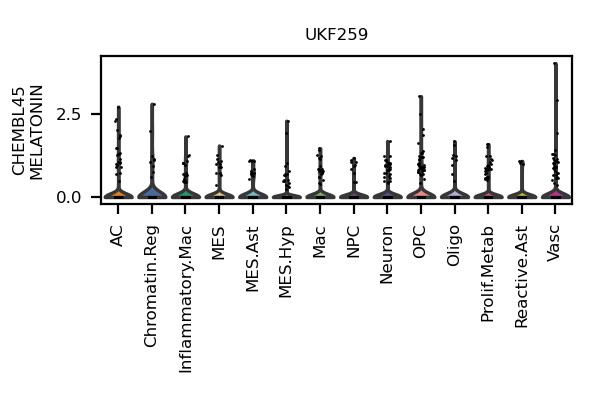 UKF259
CHEMBL45
MELATONIN
2.5
0.0
AC
Chromatin.Reg
Inflammatory.Mac
MES
MES.Ast
MES.Hyp
Mac
NPC
Neuron
OPC
Oligo
Prolif.Metab
Reactive.Ast
Vasc